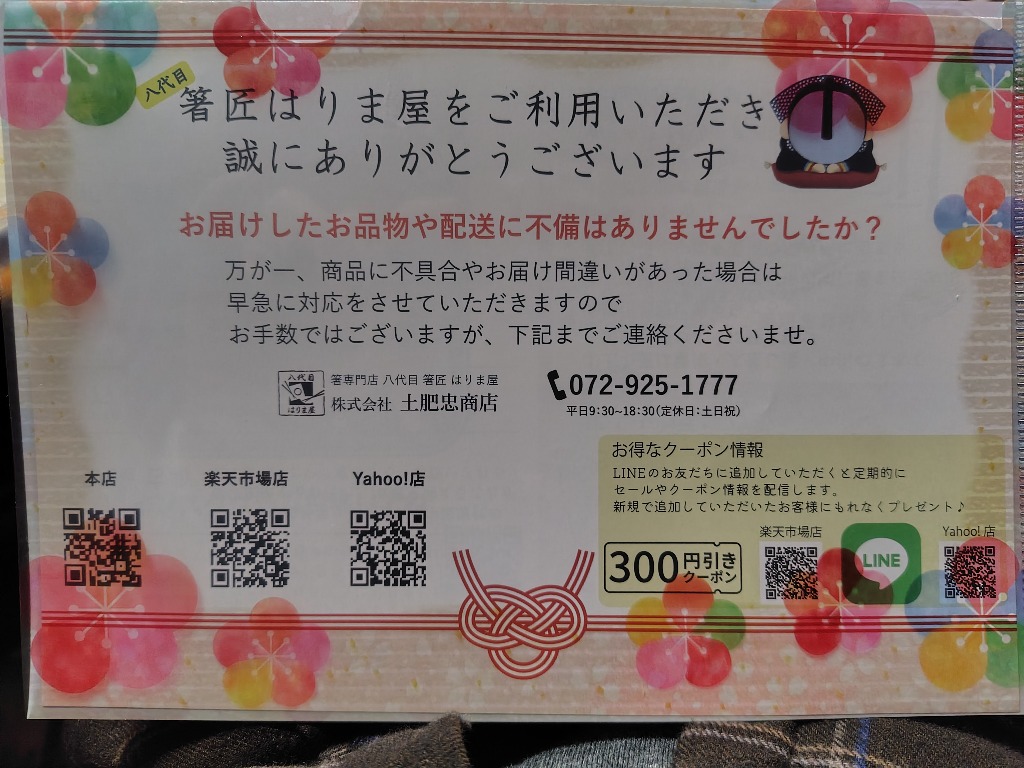 八代目
箸匠はりま屋をご利用いただき
誠にありがとうございます
お届けしたお品物や配送に不備はありませんでしたか？
万が一、商品に不具合やお届け間違いがあった場合は
早急に対応をさせていただきますので
お手数ではございますが、下記までご連絡くださいませ。
八代目
はりま屋
箸専門店 八代目 箸匠 はりま屋
株式会社 土肥忠商店
072-925-1777
平日9:30~18:30(定休日:土日祝)
本店
楽天市場店
Yahoo!店
お得なクーポン情報
LINEのお友だちに追加していただくと定期的に
セールやクーポン情報を配信します。
新規で追加していただいたお客様にもれなくプレゼント♪
300円引き
クーポン
楽天市場店
LINE
Yahoo!店